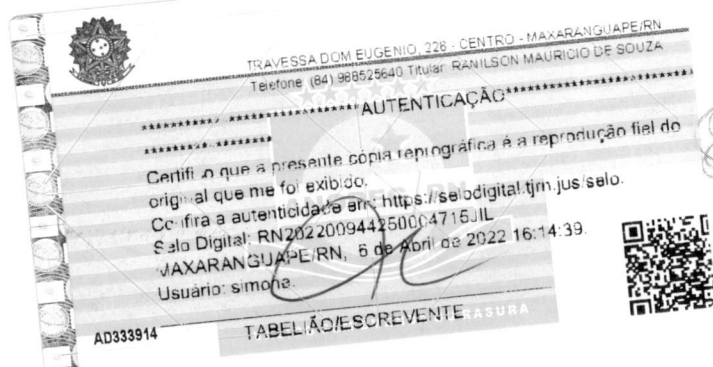 TRAVESSA DOM EUGENIO, 228 - CENTRO - MAXARANGUAPE/RN
Telefone: (84) 988525640 Titular: RANILSON MAURICIO DE SOUZA
AUTENTICAÇÃO
Certifico que a presente cópia reprográfica é a reprodução fiel do
original que me foi exibido.
Confira a autenticidade em: https://selodigital.tjrn.jus/selo.
Selo Digital: RN202200944250004715JIL
MAXARANGUAPE/RN, 6 de Abril de 2022 16:14:39.
Usuário: simone.
AD333914
TABELIÃO/ESCREVENTE
RASURA